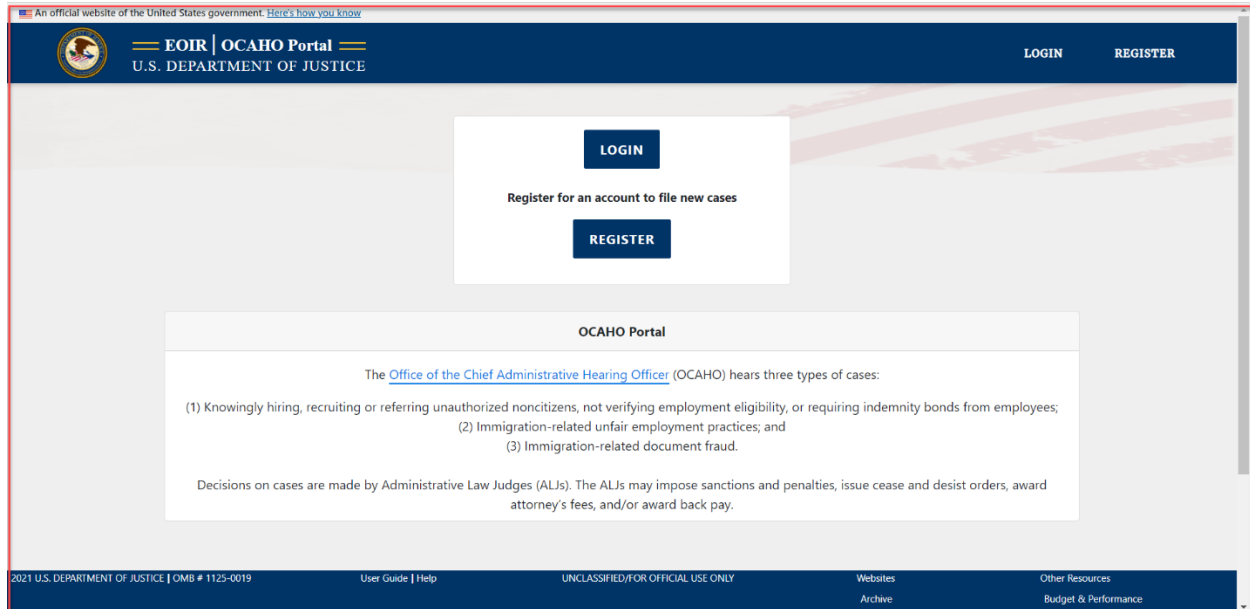 An official website of the United States government. Here's how you know
EOIR | OCAHO Portal
U.S. DEPARTMENT OF JUSTICE
LOGIN
REGISTER
LOGIN
Register for an account to file new cases
REGISTER
OCAHO Portal
The Office of the Chief Administrative Hearing Officer (OCAHO) hears three types of cases:
(1) Knowingly hiring, recruiting or referring unauthorized noncitizens, not verifying employment eligibility, or requiring indemnity bonds from employees;
(2) Immigration-related unfair employment practices; and
(3) Immigration-related document fraud.
Decisions on cases are made by Administrative Law Judges (ALJs). The ALJs may impose sanctions and penalties, issue cease and desist orders, award
attorney's fees, and/or award back pay.
2021 U.S. DEPARTMENT OF JUSTICE | OMB # 1125-0019
User Guide | Help
UNCLASSIFIED/FOR OFFICIAL USE ONLY
Websites
Archive
Other Resources
Budget & Performance